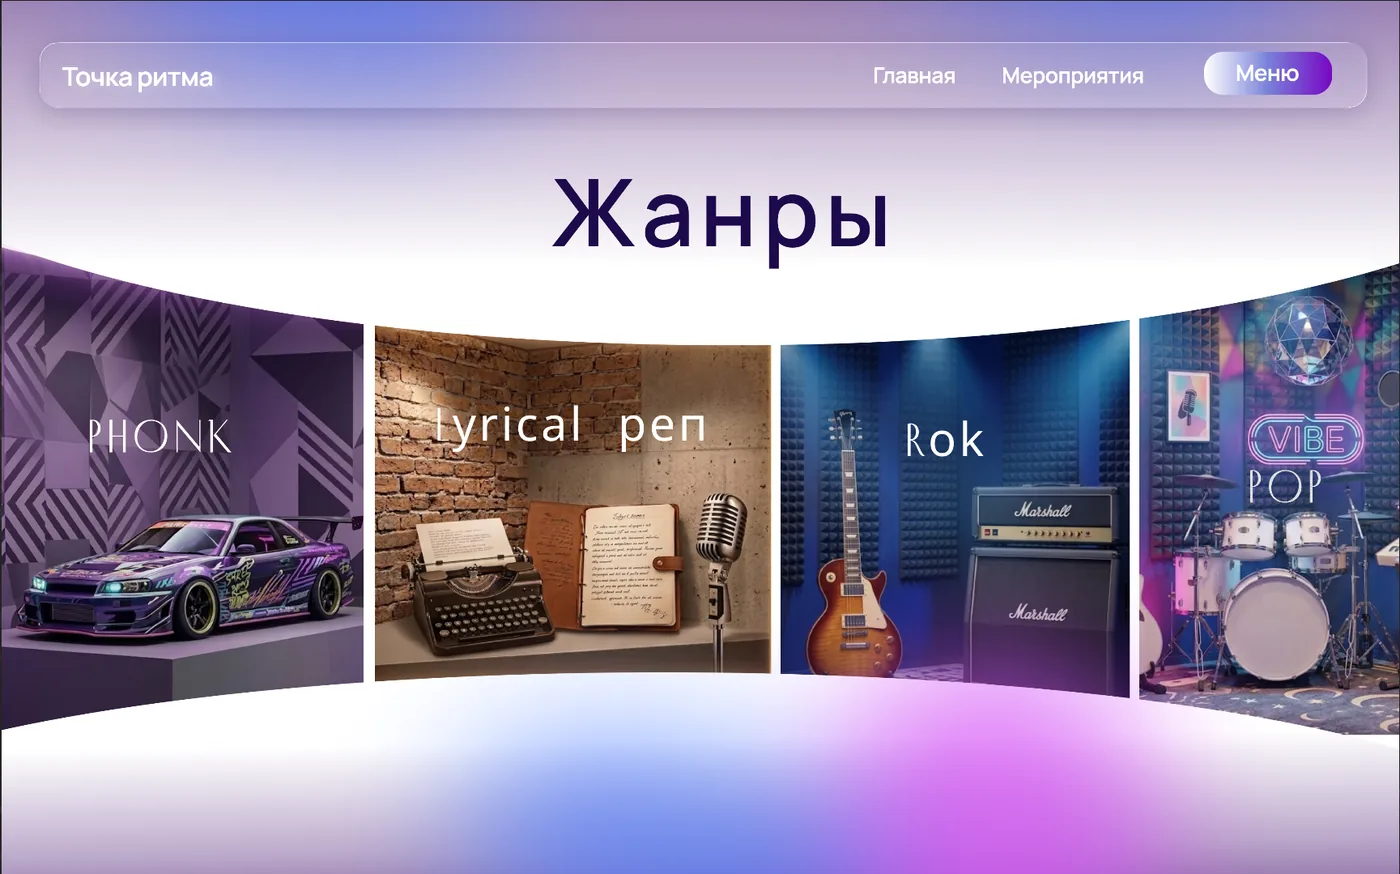 Точка ритма
Главная
Мероприятия
Меню
Жанры
PHONK
lyrical реп
Rok
VIBE
POP
Marshall
Marshall